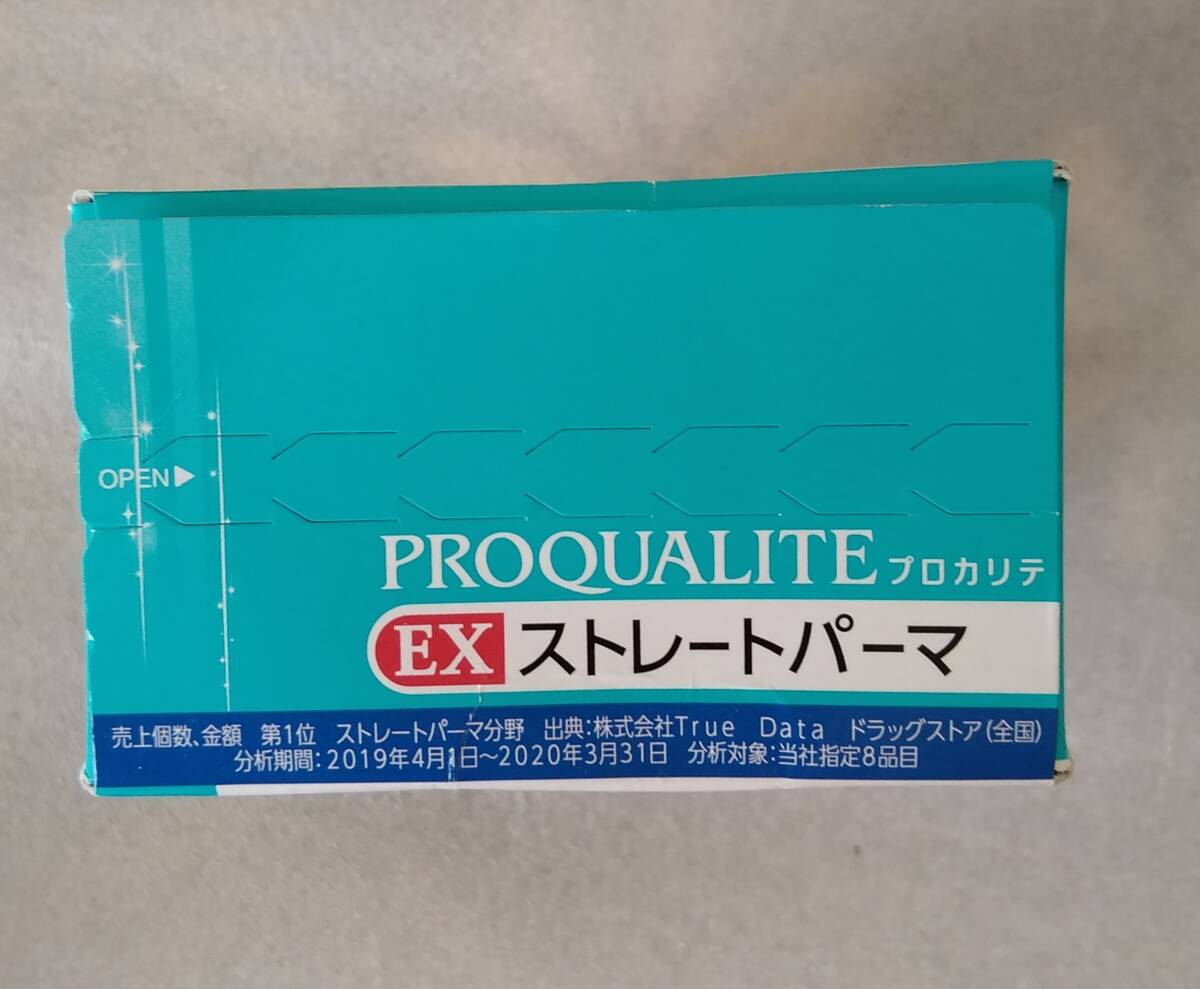 OPEN▶
PROQUALITE プロカリテ
EX ストレートパーマ
売上個数、金額 第1位 ストレートパーマ分野 出典:株式会社True Data ドラッグストア(全国)
分析期間:2019年4月1日～2020年3月31日 分析対象:当社指定8品目